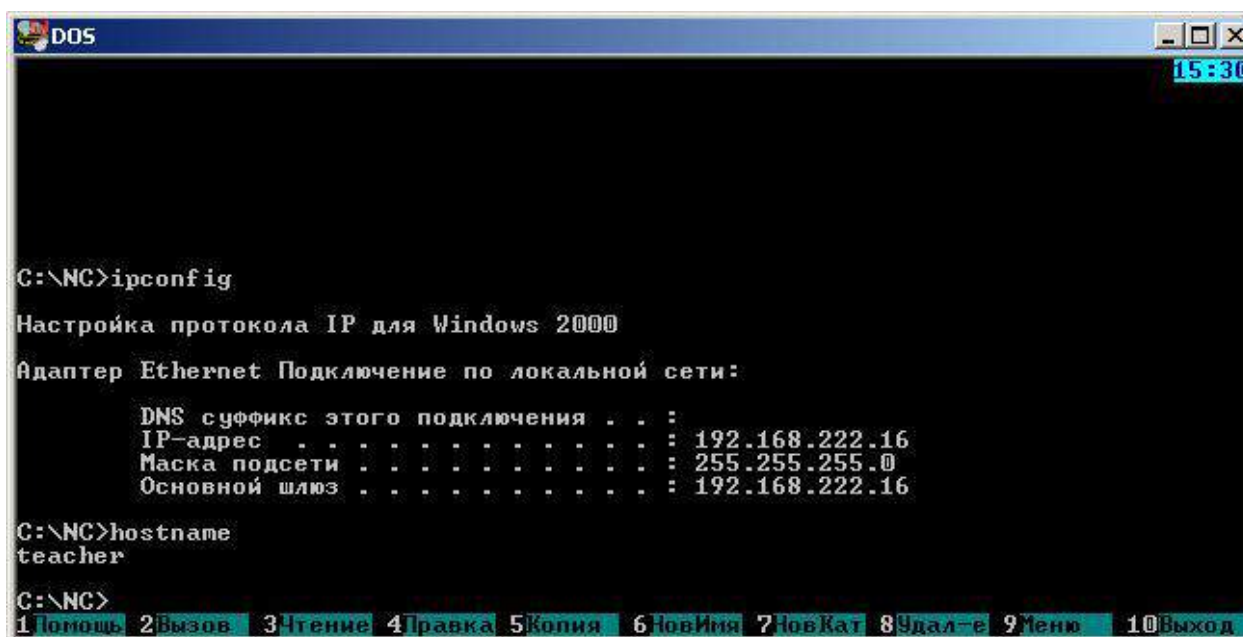 DOS
15:30
C:\NC>ipconfig
Настройка протокола IP для Windows 2000
Адаптер Ethernet Подключение по локальной сети:
DNS суффикс этого подключения . . :
IP-адрес . . . . . . . . . . . . : 192.168.222.16
Маска подсети . . . . . . . . . . : 255.255.255.0
Основной шлюз . . . . . . . . . . : 192.168.222.16
C:\NC>hostname
teacher
C:\NC>
1Помощь 2Вызов 3Чтение 4Правка 5Копия 6НовИмя 7НовКат 8Удал-е 9Меню 10Выход